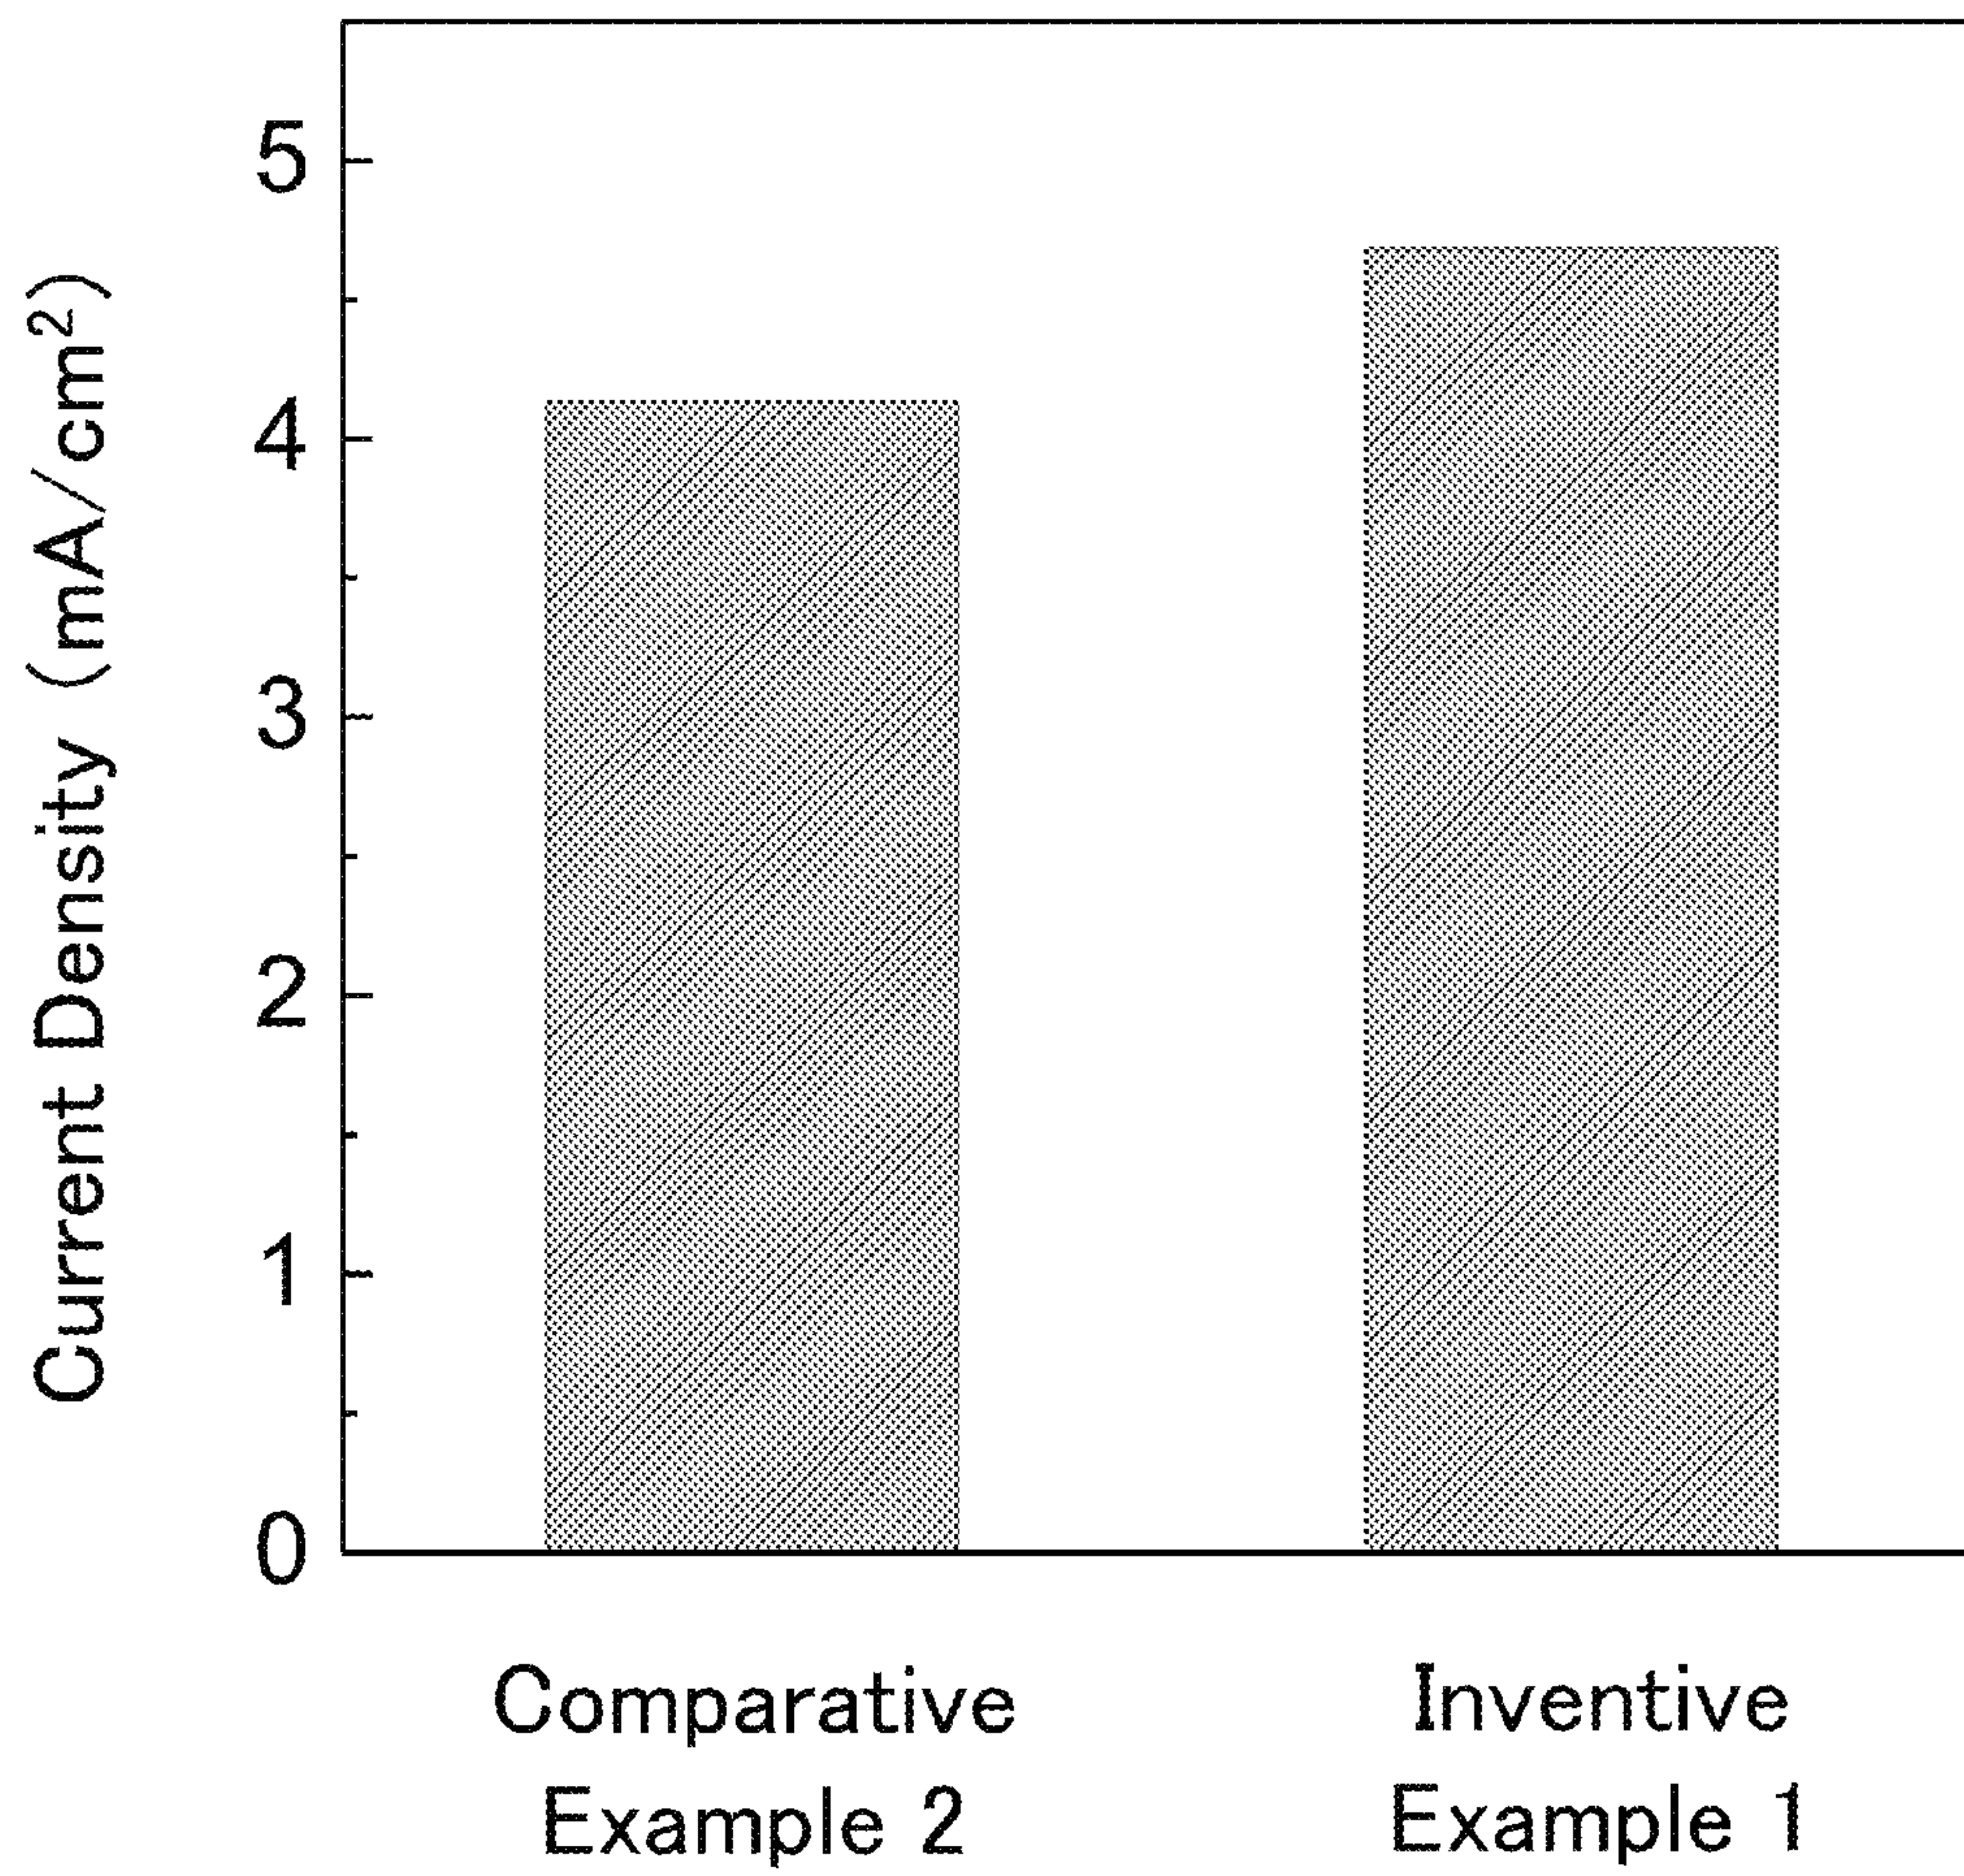 Current Density (mA/cm²)
5
4
3
2
1
0
Comparative
Example 2
Inventive
Example 1